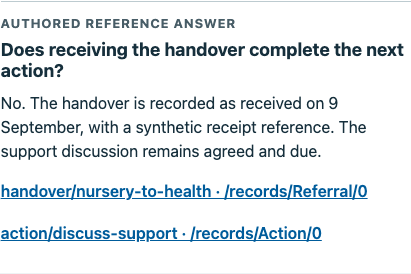 AUTHORED REFERENCE ANSWER
Does receiving the handover complete the next
action?
No. The handover is recorded as received on 9
September, with a synthetic receipt reference. The
support discussion remains agreed and due.
handover/nursery-to-health · /records/Referral/0
action/discuss-support · /records/Action/0